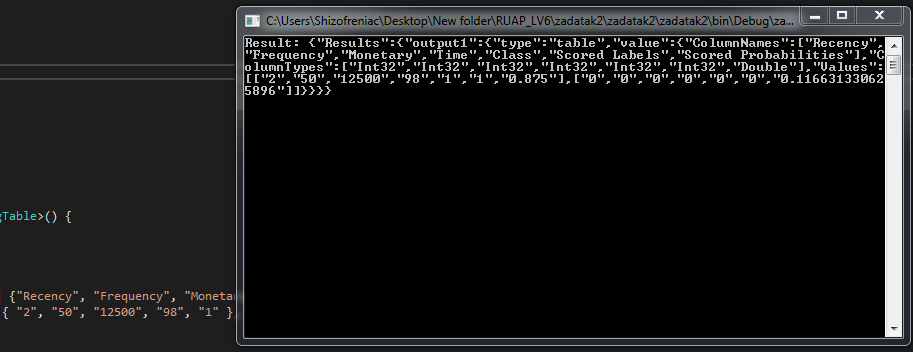 C:\Users\Shizofreniac\Desktop\New folder\RUAP_LV6\zadatak2\zadatak2\zadatak2\bin\Debug\za...
Result: {"Results":{"output1":{"type":"table","value":{"ColumnNames":["Recency",
"Frequency","Monetary","Time","Class","Scored Labels","Scored Probabilities"],"C
olumnTypes":["Int32","Int32","Int32","Int32","Int32","Int32","Double"],"Values":
[["2","50","12500","98","1","1","0.875"],["0","0","0","0","0","0","0.11663133062
5896"]]}}}}
gTable>() {
{"Recency", "Frequency", "Moneta
{ "2", "50", "12500", "98", "1" },